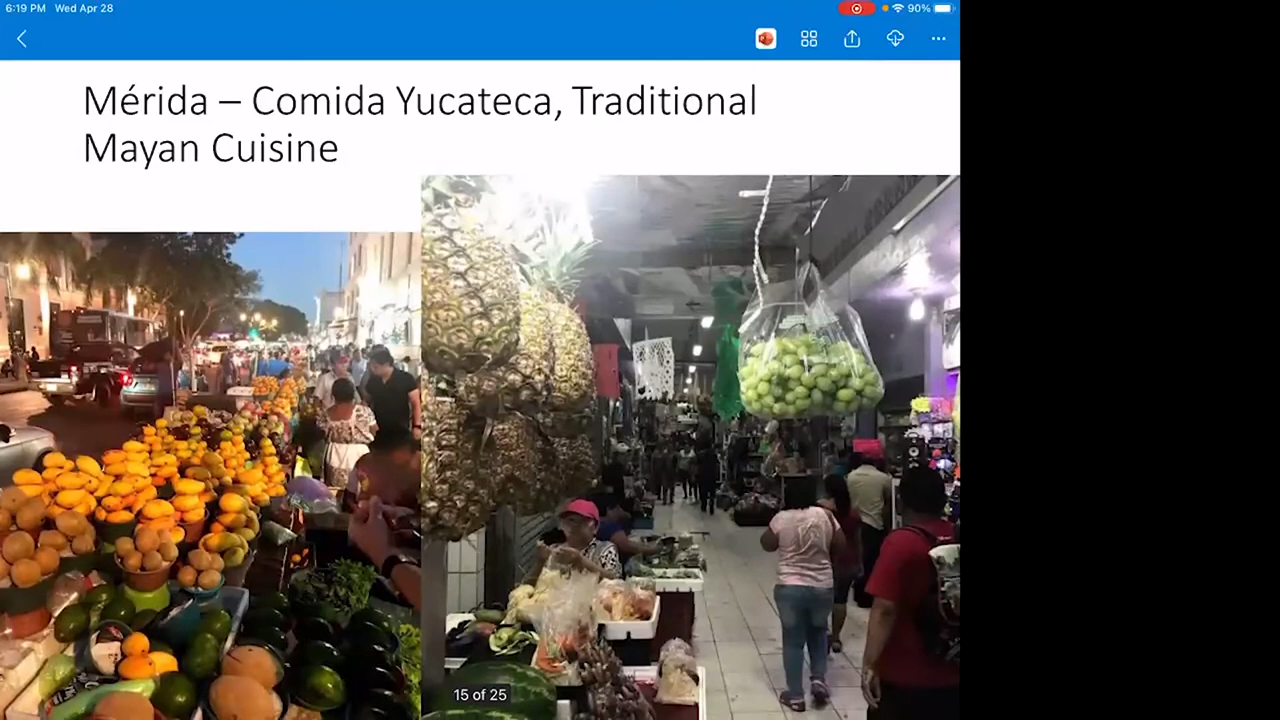 6:19 PM Wed Apr 28
90%
Mérida – Comida Yucateca, Traditional
Mayan Cuisine
15 of 25